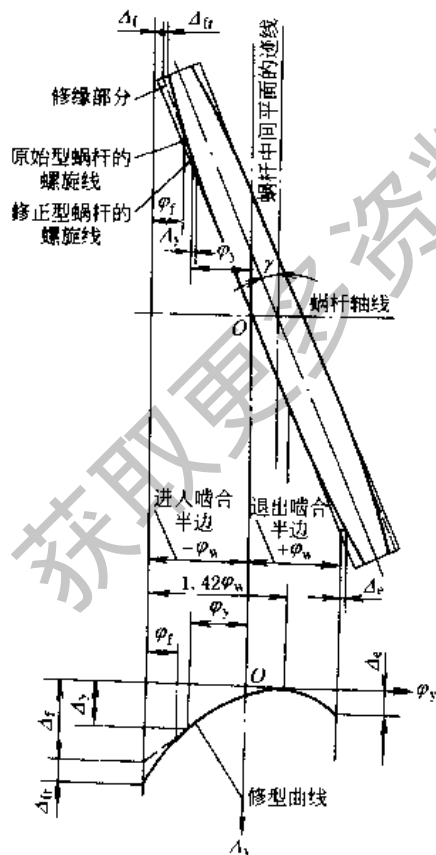 Δf
Δfr
修缘部分
蜗杆中间平面的迹线
原始型蜗杆的
螺旋线
修正型蜗杆的
螺旋线
φf
Δy
φy
γ
蜗杆轴线
O
进入啮合
半边
-φw
退出啮合
半边
+φw
1.42φw
Δe
φf
φy
O
Δe
φy
Δf
Δy
Δfr
修型曲线
Δy
获取更多资料